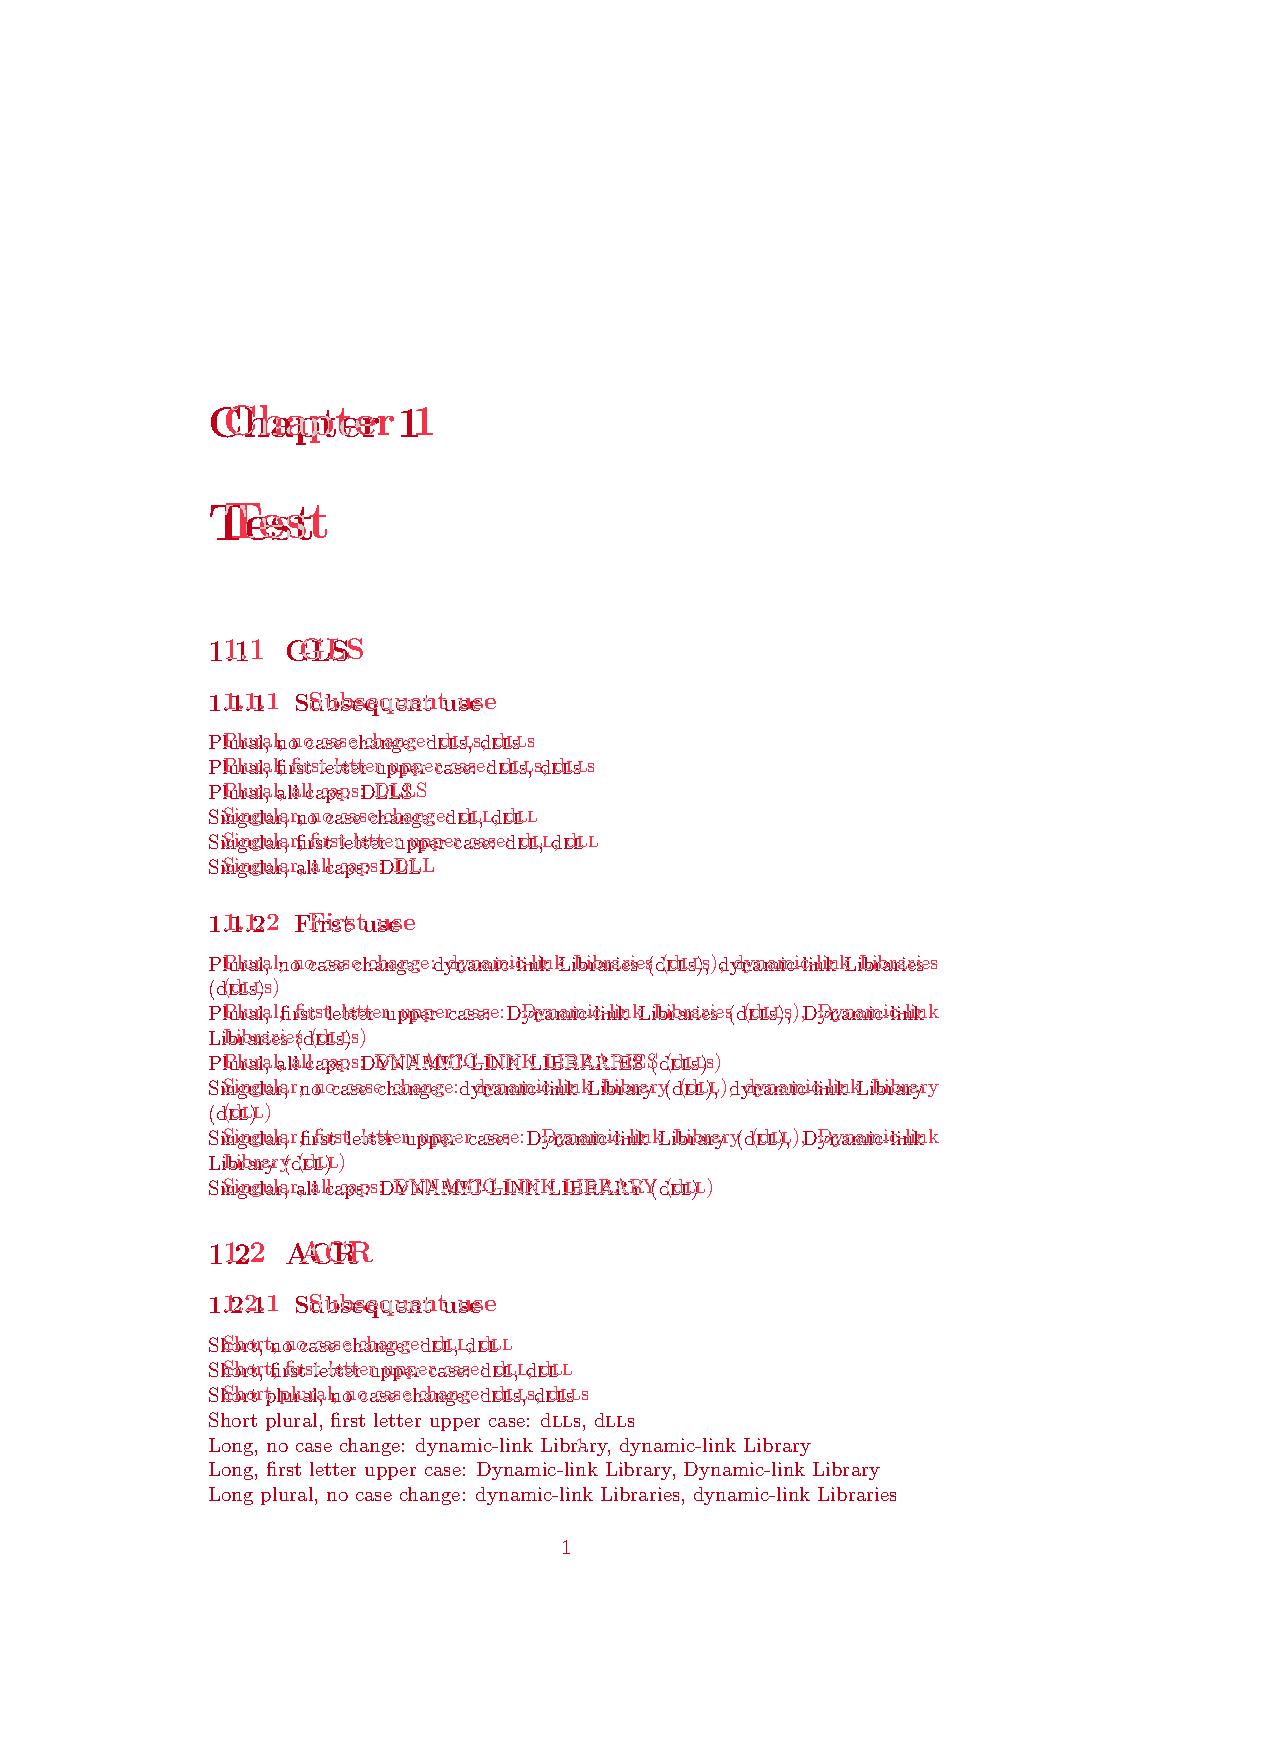 Chapter 1
Test
1.1 GLS
1.1.1 Subsequent use
Plural, no case change: dLLs, dLLs
Plural, first letter upper case: dLLs, dLLs
Plural, all caps: DLLS
Singular, no case change: dLL, dLL
Singular, first letter upper case: dLL, dLL
Singular, all caps: DLL
1.1.2 First use
Plural, no case change: dynamic-link Libraries (dLLs), dynamic-link Libraries
(dLLs)
Plural, first letter upper case: Dynamic-link Libraries (dLLs), Dynamic-link
Libraries (dLLs)
Plural, all caps: DYNAMIC-LINK LIBRARIES (dLLs)
Singular, no case change: dynamic-link Library (dLL), dynamic-link Library
(dLL)
Singular, first letter upper case: Dynamic-link Library (dLL), Dynamic-link
Library (dLL)
Singular, all caps: DYNAMIC-LINK LIBRARY (dLL)
1.2 ACR
1.2.1 Subsequent use
Short, no case change: dLL, dLL
Short, first letter upper case: dLL, dLL
Short plural, no case change: dLLs, dLLs
Short plural, first letter upper case: dLLs, dLLs
Long, no case change: dynamic-link Library, dynamic-link Library
Long, first letter upper case: Dynamic-link Library, Dynamic-link Library
Long plural, no case change: dynamic-link Libraries, dynamic-link Libraries
1